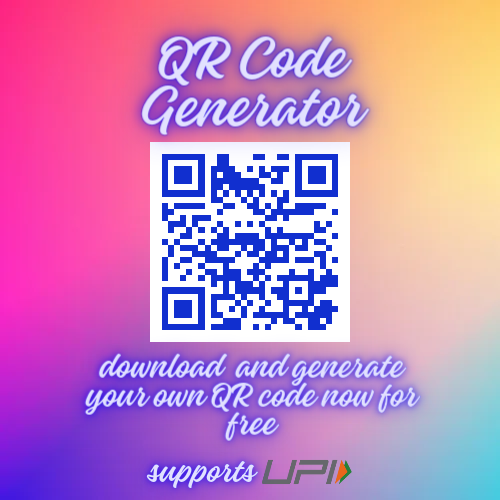 QR Code
Generator
download and generate
your own QR code now for
free
supports UPI